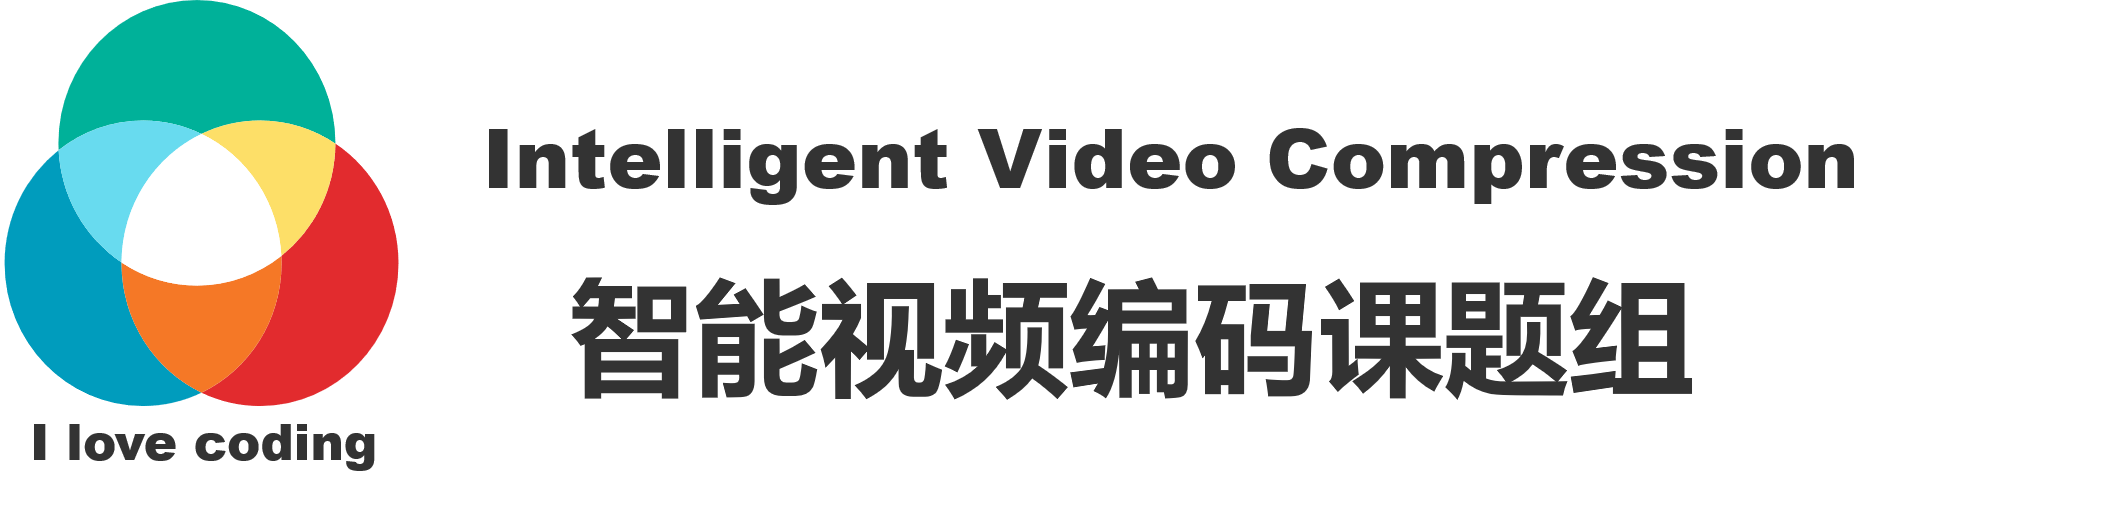 Intelligent Video Compression
智能视频编码课题组
I love coding